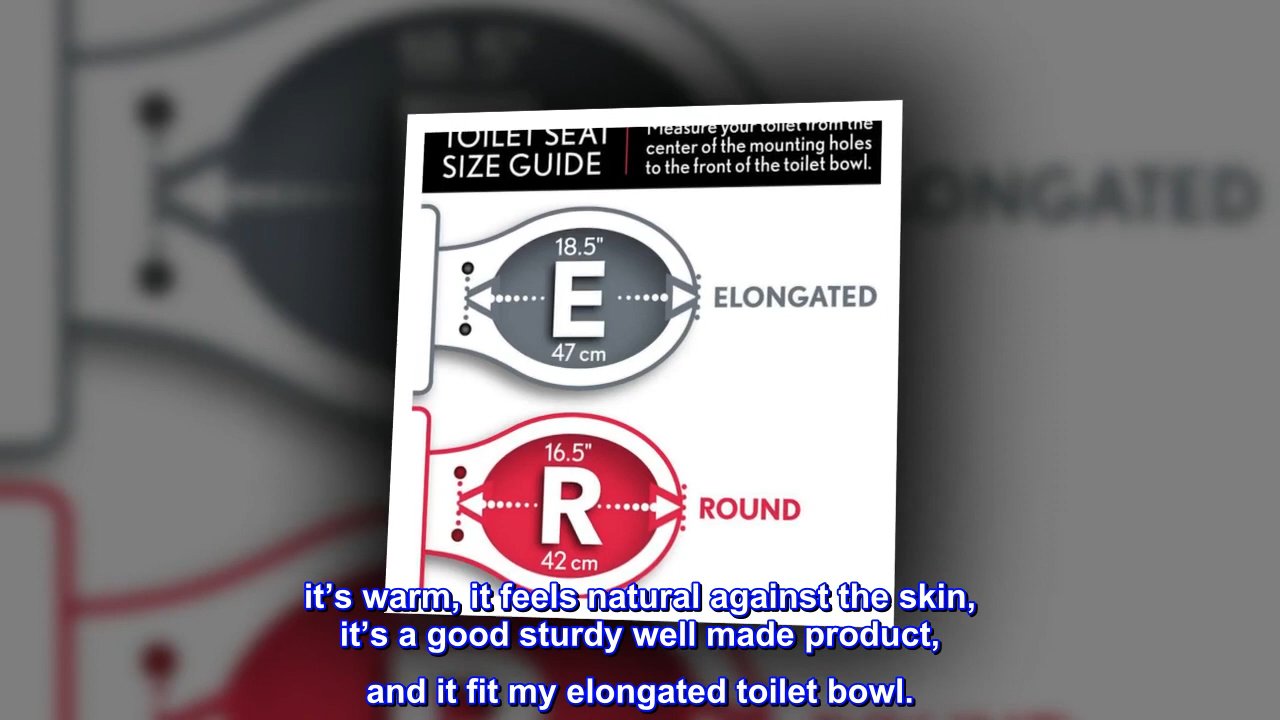 TOILET SEAT
SIZE GUIDE
Measure your toilet from the
center of the mounting holes
to the front of the toilet bowl.
18.5"
E
47 cm
ELONGATED
16.5"
R
42 cm
ROUND
it’s warm, it feels natural against the skin,
it’s a good sturdy well made product,
and it fit my elongated toilet bowl.